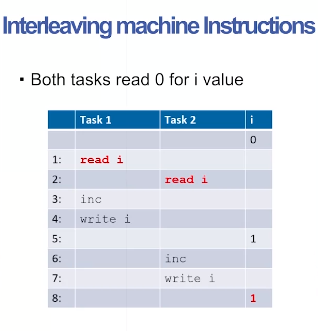 Interleaving machine Instructions
• Both tasks read 0 for i value
Task 1 Task 2 i
0
1: read i
2: read i
3: inc
4: write i
5: 1
6: inc
7: write i
8: 1